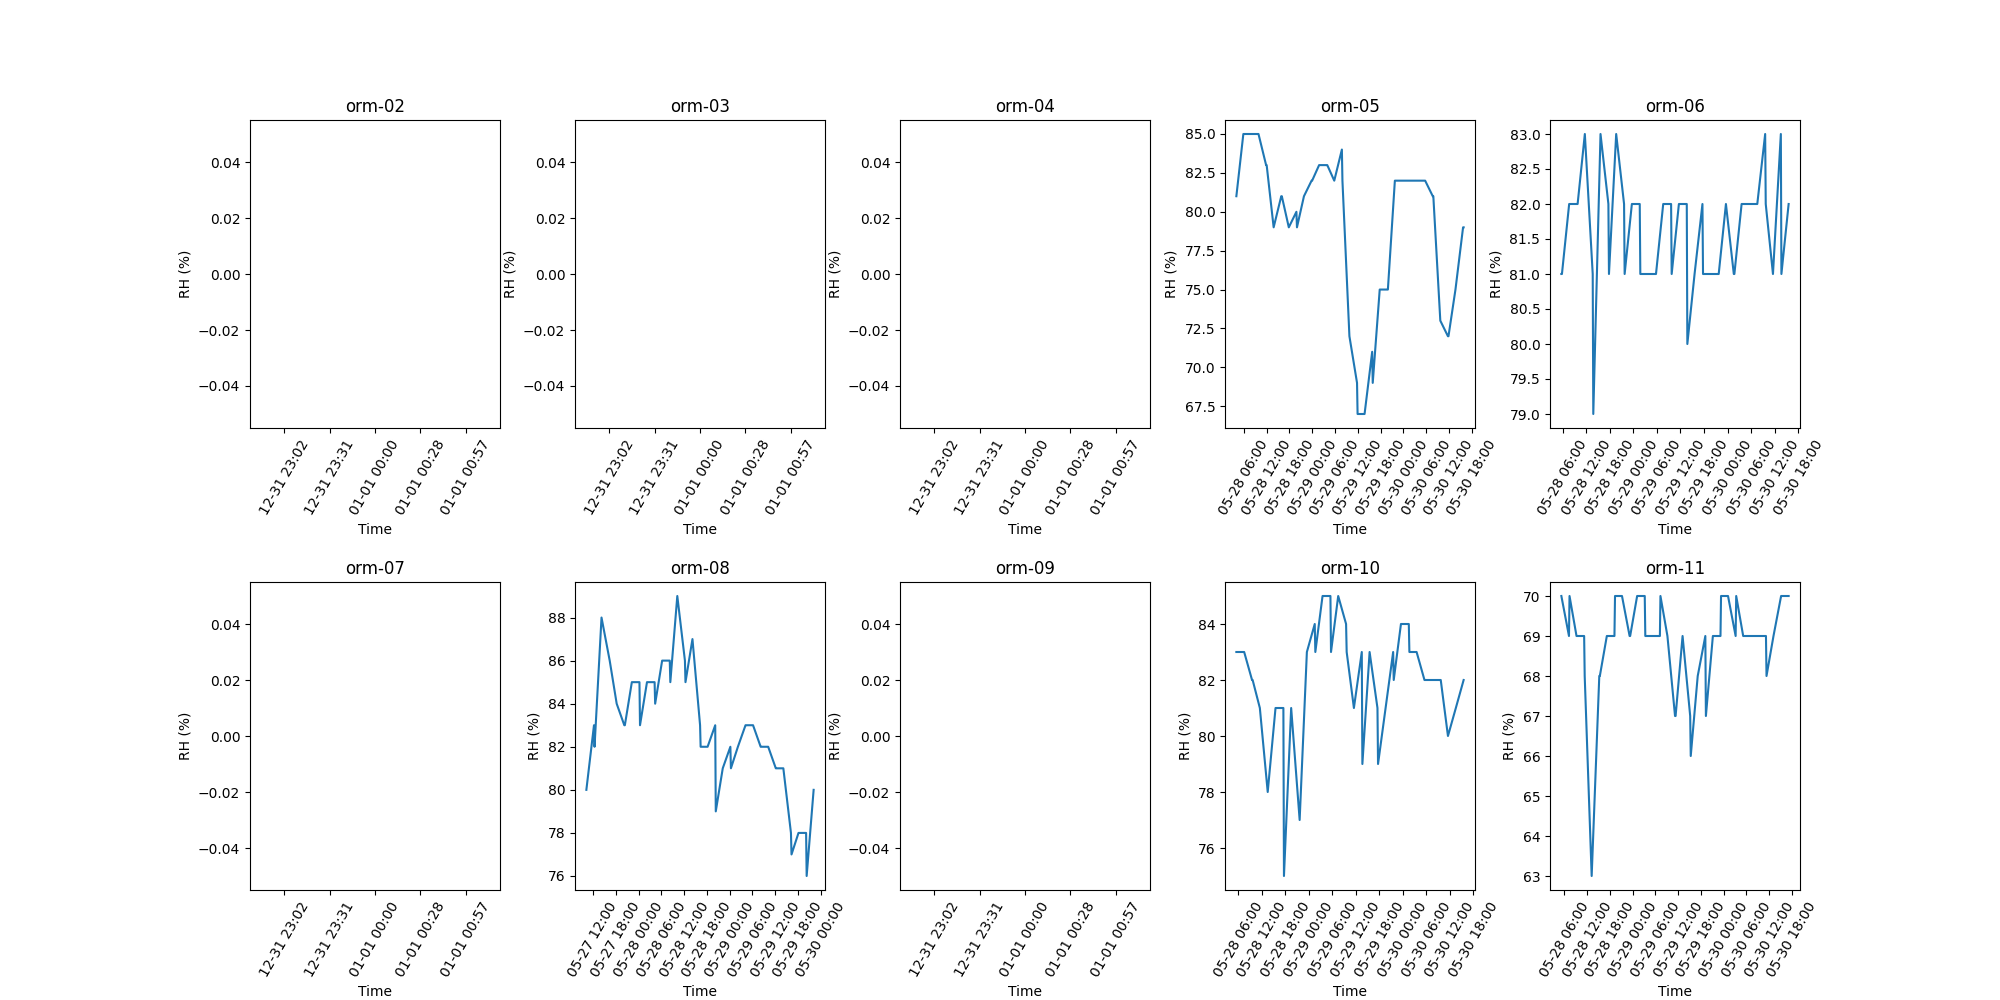 orm-02 orm-03 orm-04 orm-05 orm-06
RH (%)
0.04
0.02
0.00
−0.02
−0.04
12-31 23:02 12-31 23:31 01-01 00:00 01-01 00:28 01-01 00:57
Time
RH (%)
0.04
0.02
0.00
−0.02
−0.04
12-31 23:02 12-31 23:31 01-01 00:00 01-01 00:28 01-01 00:57
Time
RH (%)
0.04
0.02
0.00
−0.02
−0.04
12-31 23:02 12-31 23:31 01-01 00:00 01-01 00:28 01-01 00:57
Time
RH (%)
85.0
82.5
80.0
77.5
75.0
72.5
70.0
67.5
05-28 06:00 05-28 12:00 05-28 18:00 05-29 00:00 05-29 06:00 05-29 12:00 05-29 18:00 05-30 00:00 05-30 06:00 05-30 12:00 05-30 18:00
Time
RH (%)
83.0
82.5
82.0
81.5
81.0
80.5
80.0
79.5
79.0
05-28 06:00 05-28 12:00 05-28 18:00 05-29 00:00 05-29 06:00 05-29 12:00 05-29 18:00 05-30 00:00 05-30 06:00 05-30 12:00 05-30 18:00
Time
orm-07 orm-08 orm-09 orm-10 orm-11
RH (%)
0.04
0.02
0.00
−0.02
−0.04
12-31 23:02 12-31 23:31 01-01 00:00 01-01 00:28 01-01 00:57
Time
RH (%)
88
86
84
82
80
78
76
05-27 12:00 05-27 18:00 05-28 00:00 05-28 06:00 05-28 12:00 05-28 18:00 05-29 00:00 05-29 06:00 05-29 12:00 05-29 18:00 05-30 00:00
Time
RH (%)
0.04
0.02
0.00
−0.02
−0.04
12-31 23:02 12-31 23:31 01-01 00:00 01-01 00:28 01-01 00:57
Time
RH (%)
84
82
80
78
76
05-28 06:00 05-28 12:00 05-28 18:00 05-29 00:00 05-29 06:00 05-29 12:00 05-29 18:00 05-30 00:00 05-30 06:00 05-30 12:00 05-30 18:00
Time
RH (%)
70
69
68
67
66
65
64
63
05-28 06:00 05-28 12:00 05-28 18:00 05-29 00:00 05-29 06:00 05-29 12:00 05-29 18:00 05-30 00:00 05-30 06:00 05-30 12:00 05-30 18:00
Time